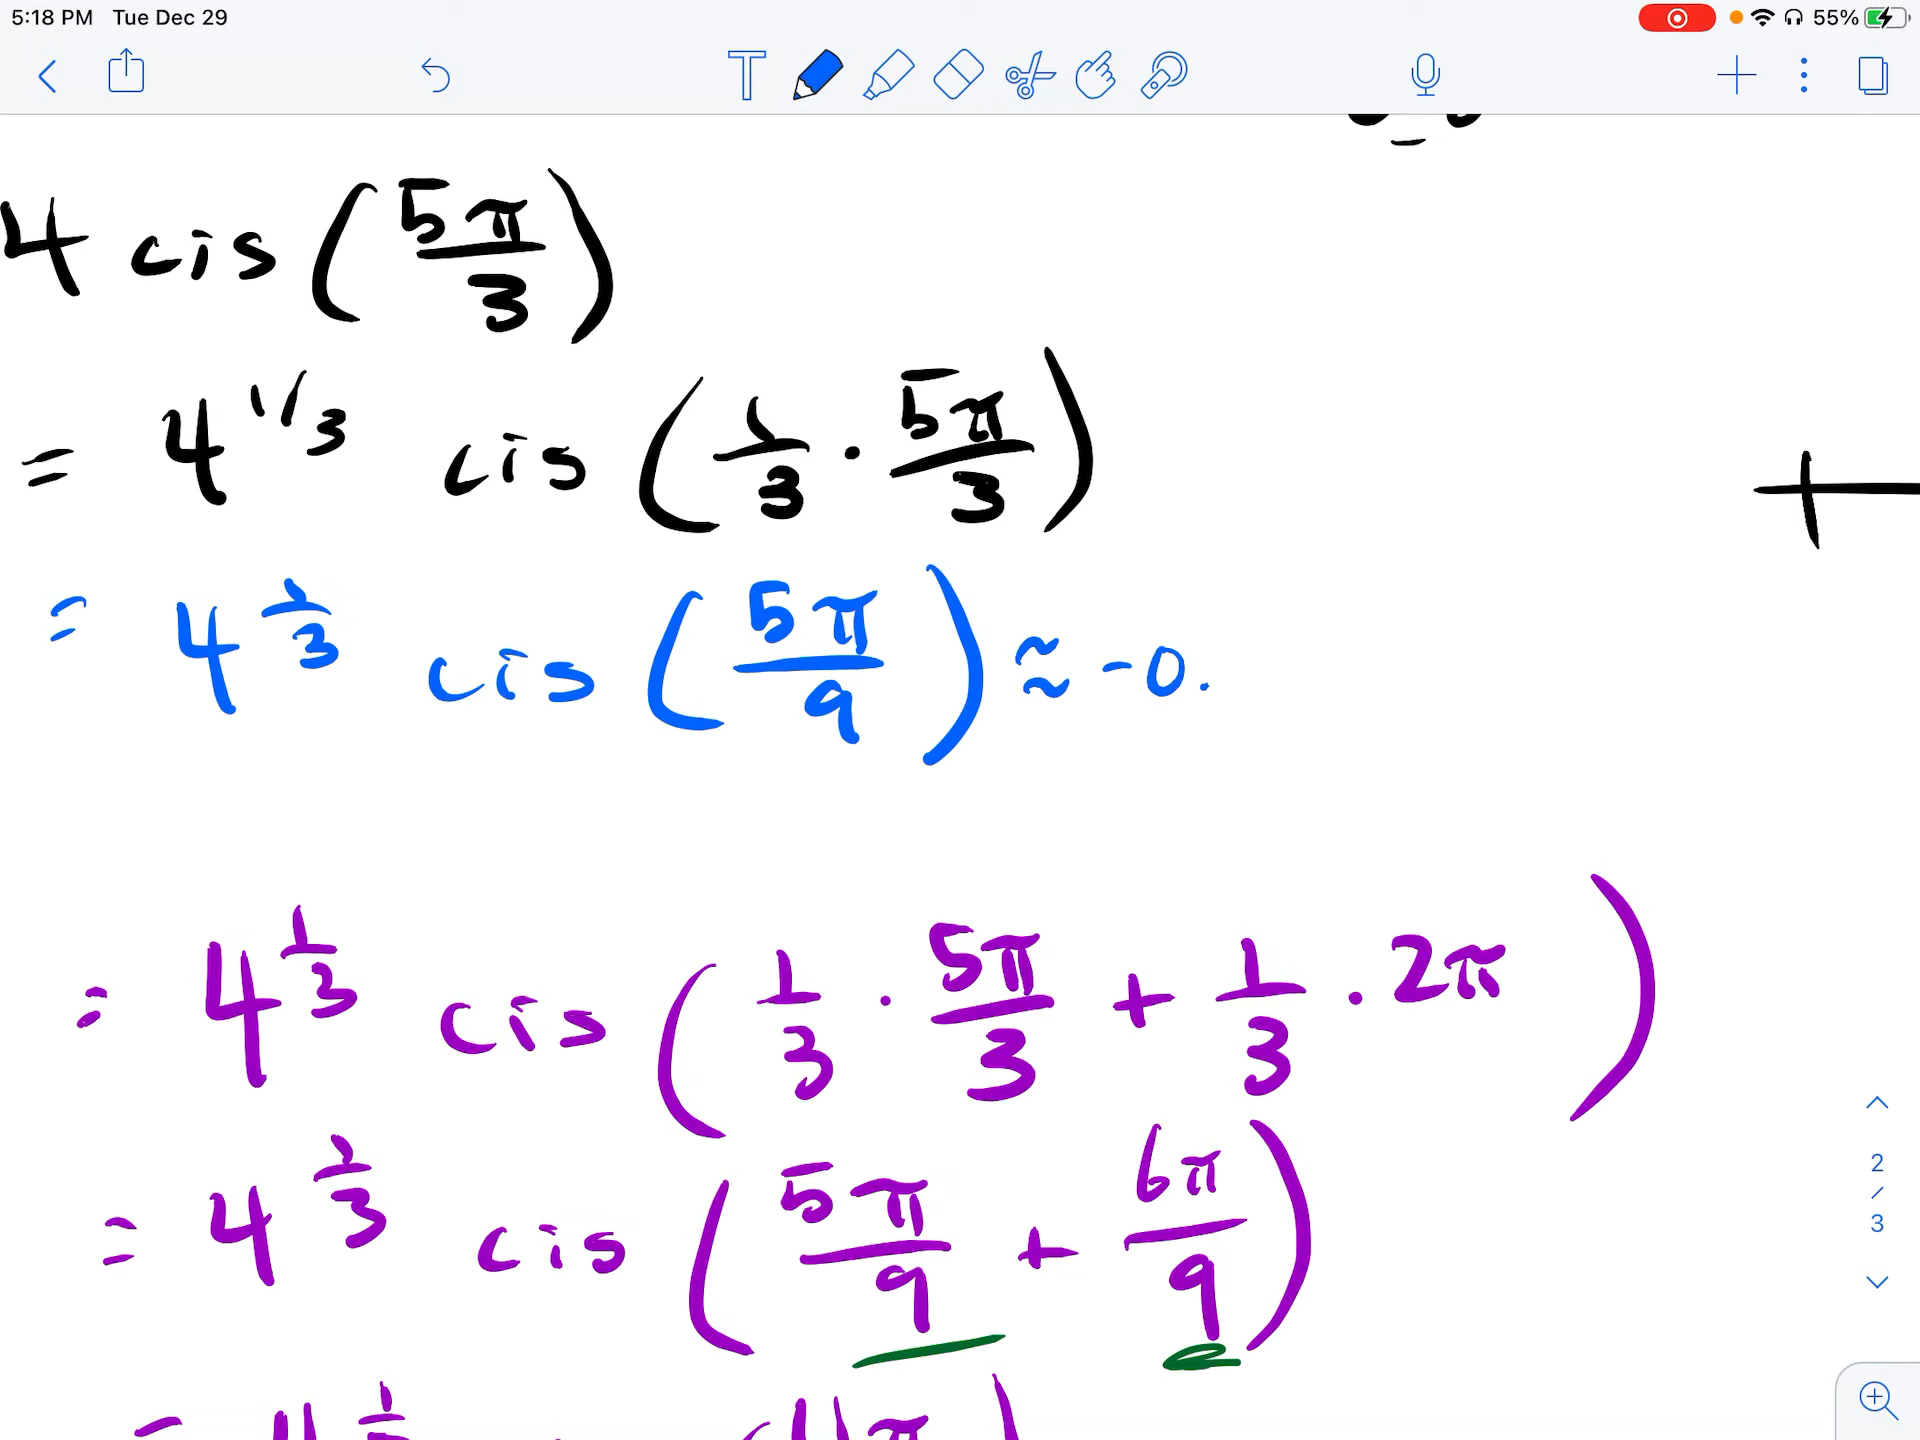 5:18 PM Tue Dec 29 55%
T
4 cis (5π/3)
= 4^1/3 cis (1/3 · 5π/3)
= 4^1/3 cis (5π/9) ≈ -0.
= 4^1/3 cis (1/3 · 5π/3 + 1/3 · 2π)
= 4^1/3 cis (5π/9 + 6π/9)
2 / 3